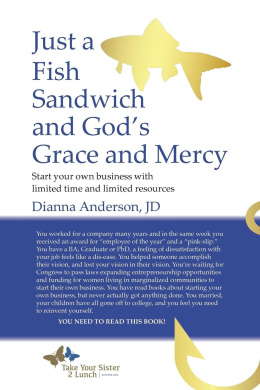 Just a
Fish
Sandwich
and God's
Grace and Mercy
Start your own business with
limited time and limited resources
Dianna Anderson, JD
You worked for a company many years and in the same week you
received an award for "employee of the year" and a "pink-slip."
You have a BA, Graduate or PhD, a feeling of dissatisfaction with
your job feels like a dis-ease. You helped someone accomplish
their vision, and lost your vision in their vision. You're waiting for
Congress to pass laws expanding entrepreneurship opportunities
and funding for women living in marginalized communities to
start their own business. You have read books about starting your
own business, but never actually got anything done. You married,
your children have all gone off to college, and you feel you need
to reinvent yourself.
YOU NEED TO READ THIS BOOK!
Take Your Sister
2 Lunch